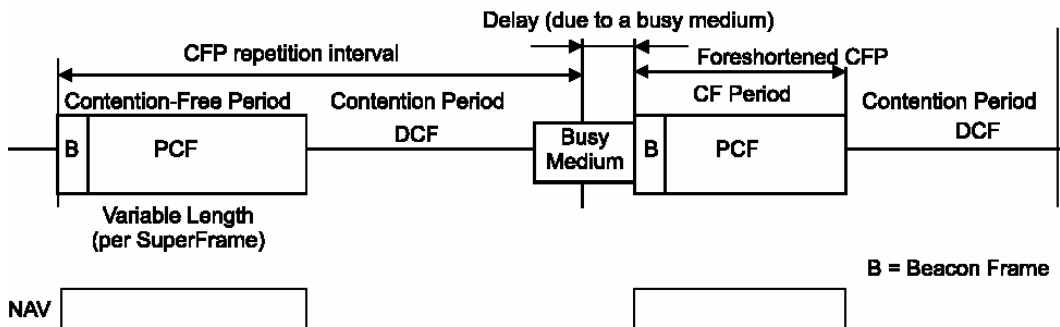 Delay (due to a busy medium)
CFP repetition interval
Foreshortened CFP
Contention-Free Period
Contention Period
CF Period
Contention Period
B
PCF
DCF
Busy
Medium
B
PCF
DCF
Variable Length
(per SuperFrame)
B = Beacon Frame
NAV